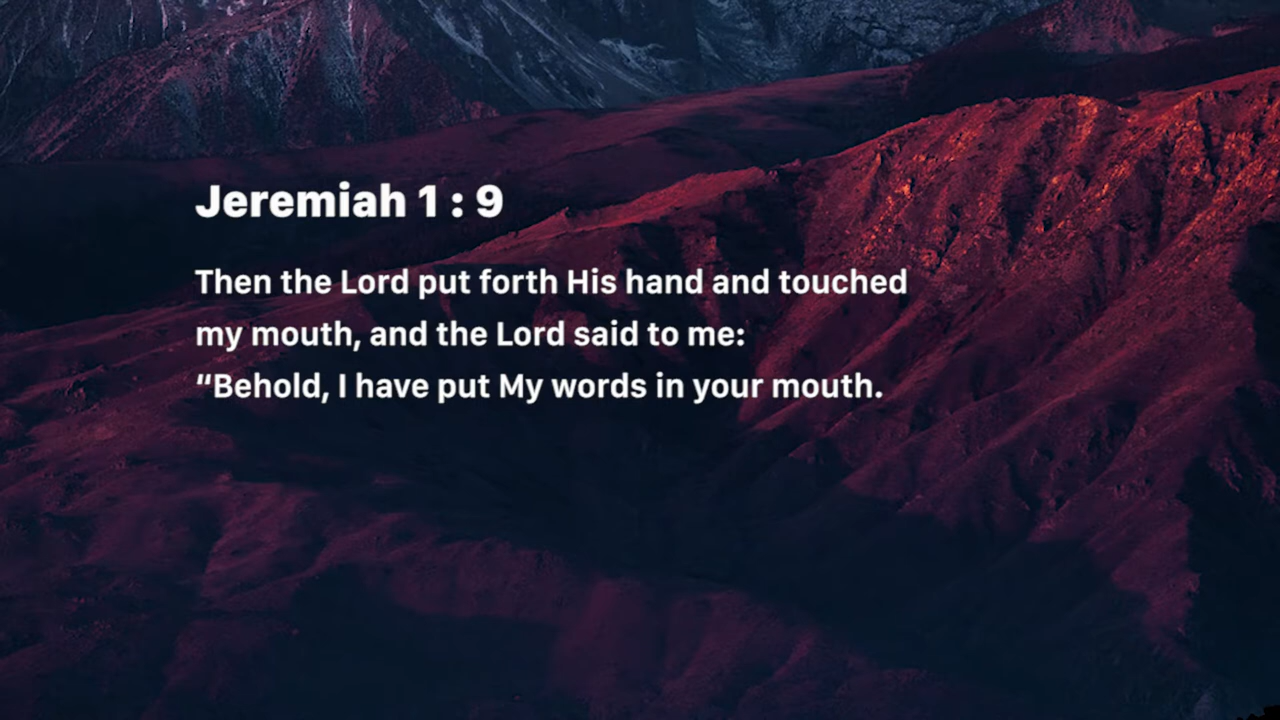 Jeremiah 1 : 9
Then the Lord put forth His hand and touched
my mouth, and the Lord said to me:
“Behold, I have put My words in your mouth.